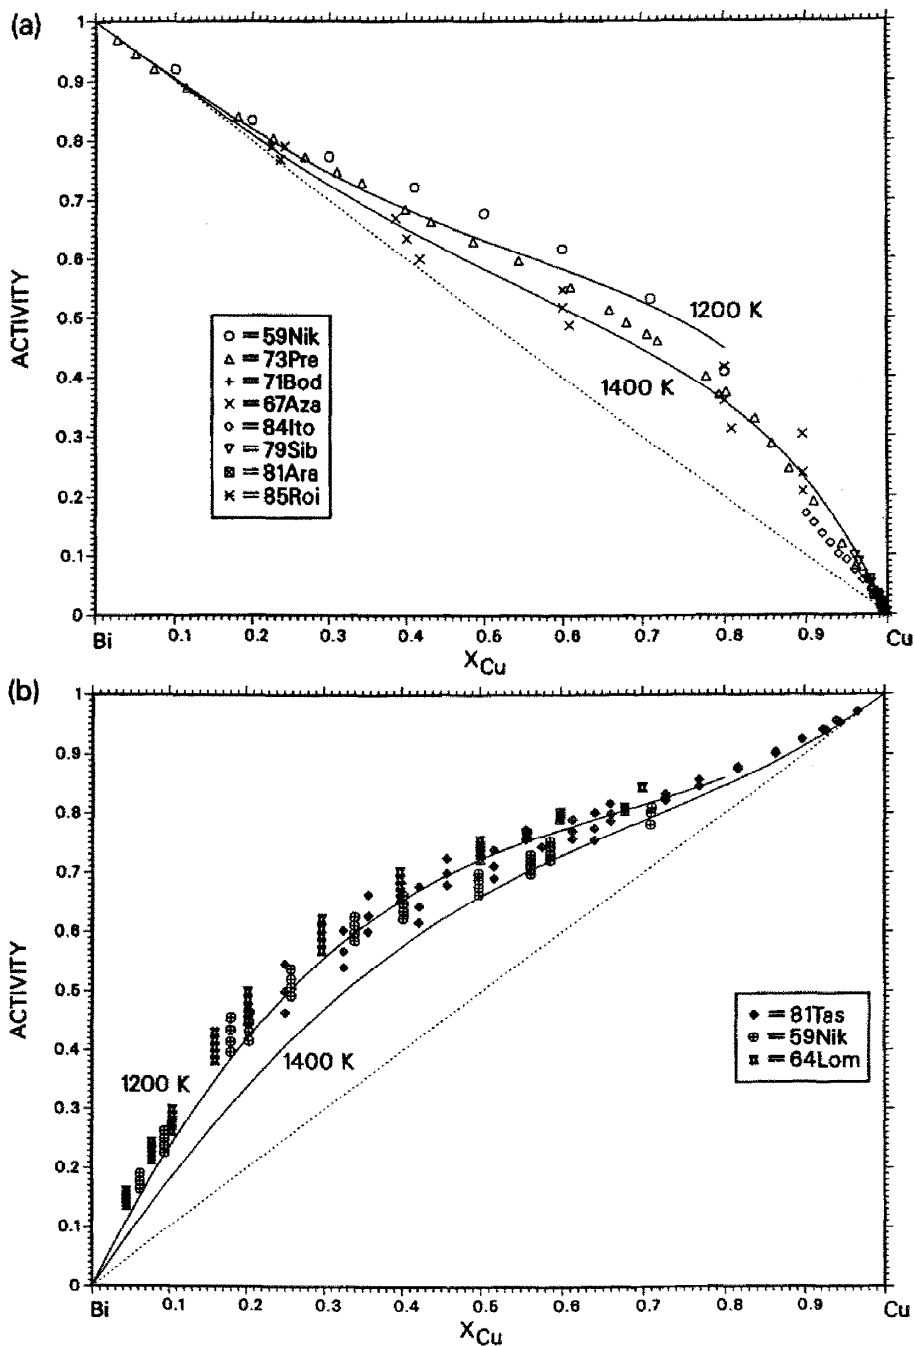 (a)
1
0.9
0.8
0.7
0.6
0.5
0.4
0.3
0.2
0.1
0
ACTIVITY
1200 K
1400 K
○ = 59Nik
△ = 73Pre
+ = 71Bod
× = 67Aza
◇ = 84Ito
▽ = 79Sib
⊠ = 81Ara
× = 85Roi
Bi 0.1 0.2 0.3 0.4 0.5 0.6 0.7 0.8 0.9 Cu
XCu
(b)
1
0.9
0.8
0.7
0.6
0.5
0.4
0.3
0.2
0.1
0
ACTIVITY
1200 K
1400 K
◆ = 81Tas
⊕ = 59Nik
⧖ = 64Lom
Bi 0.1 0.2 0.3 0.4 0.5 0.6 0.7 0.8 0.9 Cu
XCu